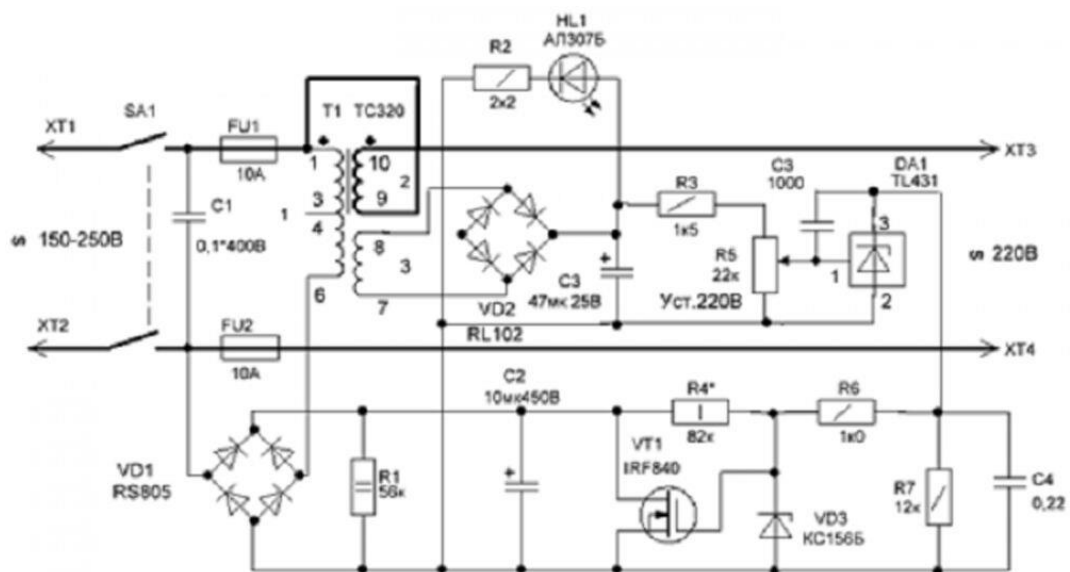 HL1
АЛ307Б
R2
2к2
SA1
T1 TC320
XT1
FU1
10А
XT3
1
10
2
9
3
1
4
C1
0,1*400В
≈ 150-250В
8
3
7
6
VD2
RL102
R3
1к5
C3
1000
DA1
TL431
3
1
2
R5
22к
C3
47мк 25В
Уст.220В
≈ 220В
XT2
FU2
10А
XT4
C2
10мк450В
R4*
82к
R6
1к0
VT1
IRF840
VD1
RS805
R1
56к
R7
12к
C4
0,22
VD3
КС156Б